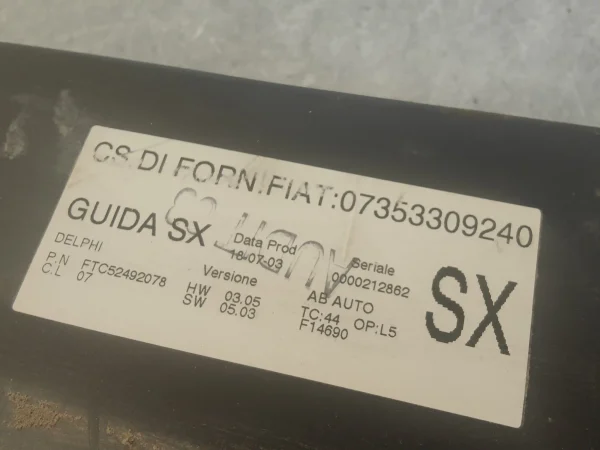 CS.DI FORN.FIAT:07353309240
GUIDA SX
Data Prod
18-07-03
Seriale
0000212862
SX
DELPHI
P.N FTC52492078
C.L 07
Versione
HW 03.05
SW 05.03
AB AUTO
TC:44 OP:L5
F14690
AUDIT